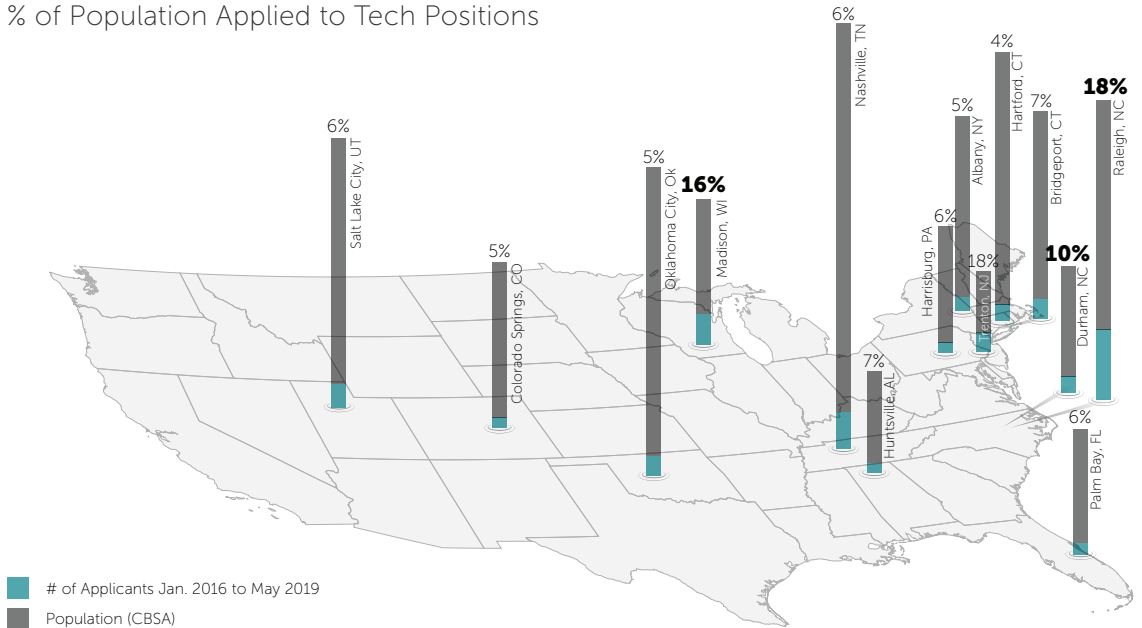 % of Population Applied to Tech Positions
6%
Salt Lake City, UT
5%
Colorado Springs, CO
5%
Oklahoma City, Ok
16%
Madison, WI
6%
Nashville, TN
7%
Huntsville, AL
6%
Harrisburg, PA
5%
Albany, NY
18%
Trenton, NJ
4%
Hartford, CT
7%
Bridgeport, CT
10%
Durham, NC
18%
Raleigh, NC
6%
Palm Bay, FL
# of Applicants Jan. 2016 to May 2019
Population (CBSA)